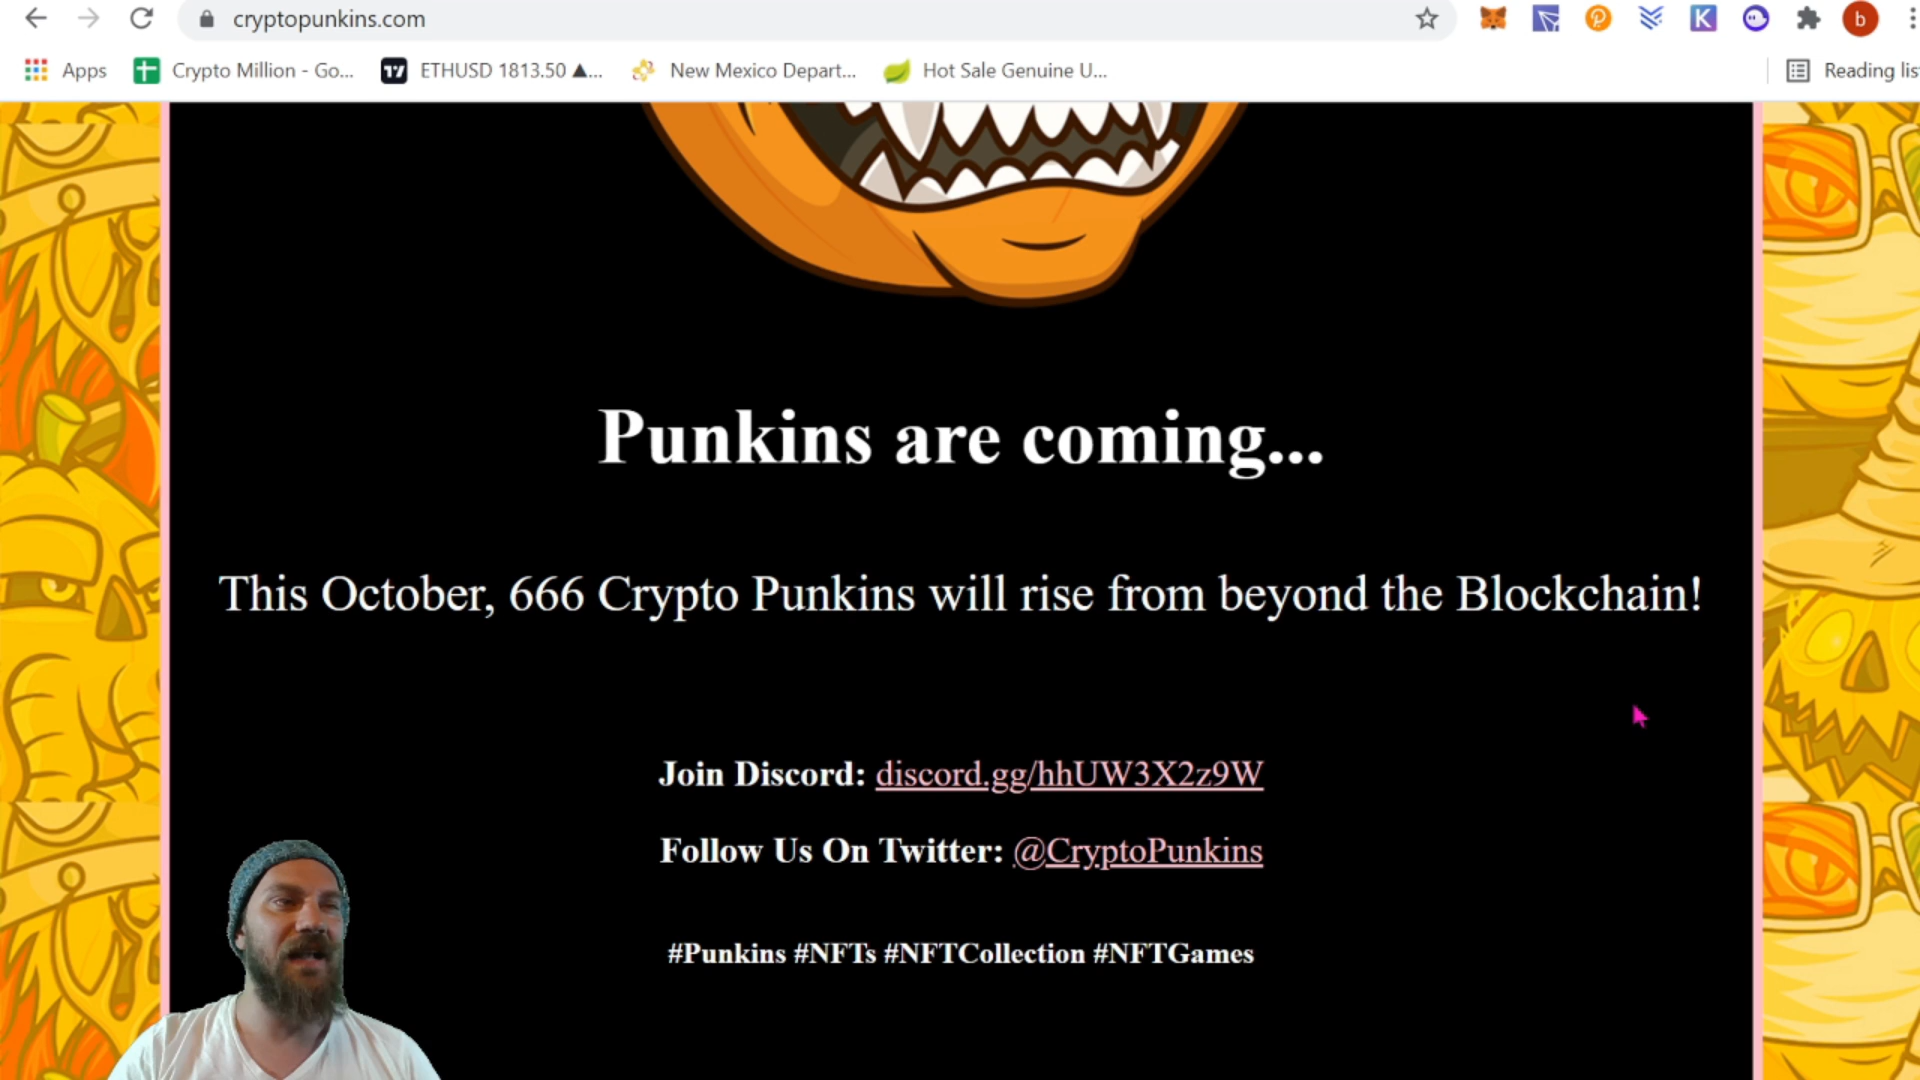 cryptopunkins.com
b
Apps
Crypto Million - Go...
ETHUSD 1813.50 ▲...
New Mexico Depart...
Hot Sale Genuine U...
Reading lis
Punkins are coming...
This October, 666 Crypto Punkins will rise from beyond the Blockchain!
Join Discord: discord.gg/hhUW3X2z9W
Follow Us On Twitter: @CryptoPunkins
#Punkins #NFTs #NFTCollection #NFTGames